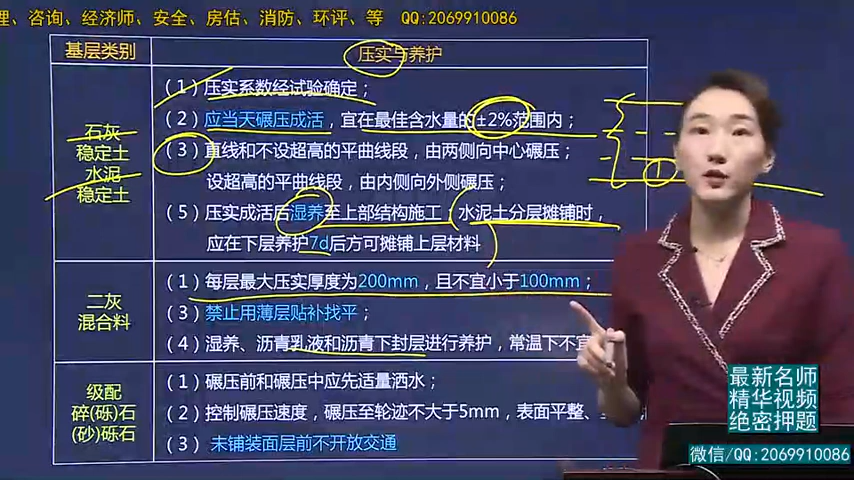 理、咨询、经济师、安全、房估、消防、环评、等 QQ:2069910086
基层类别
压实与养护
石灰
稳定土
水泥
稳定土
（1）压实系数经试验确定；
（2）应当天碾压成活，宜在最佳含水量的±2%范围内；
（3）直线和不设超高的平曲线段，由两侧向中心碾压；
设超高的平曲线段，由内侧向外侧碾压；
（5）压实成活后湿养至上部结构施工，水泥土分层摊铺时，
应在下层养护7d后方可摊铺上层材料
①
二灰
混合料
（1）每层最大压实厚度为200mm，且不宜小于100mm；
（3）禁止用薄层贴补找平；
（4）湿养、沥青乳液和沥青下封层进行养护，常温下不宜
级配
碎(砾)石
(砂)砾石
（1）碾压前和碾压中应先适量洒水；
（2）控制碾压速度，碾压至轮迹不大于5mm，表面平整、
（3）未铺装面层前不开放交通
最新名师
精华视频
绝密押题
微信/QQ:2069910086